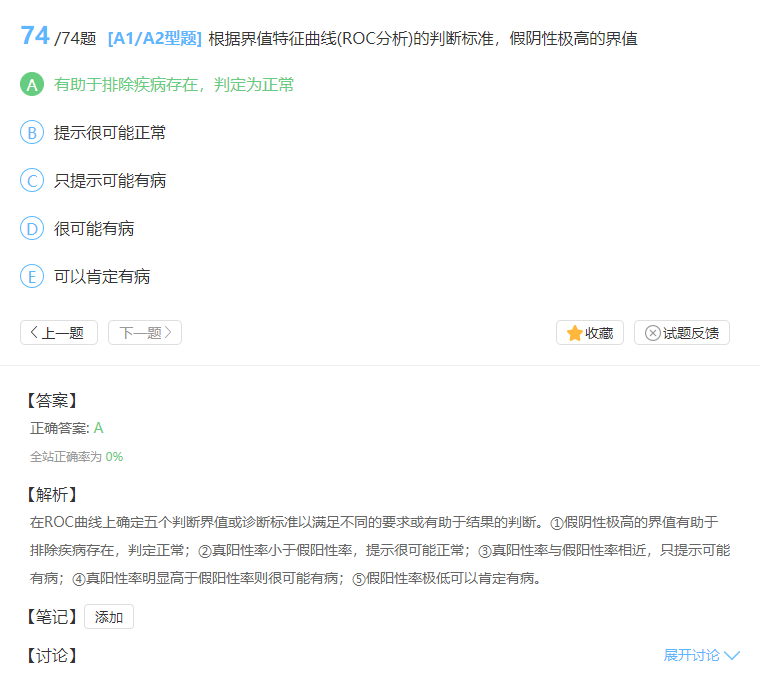 74 /74题 [A1/A2型题] 根据界值特征曲线(ROC分析)的判断标准，假阴性极高的界值
A 有助于排除疾病存在，判定为正常
B 提示很可能正常
C 只提示可能有病
D 很可能有病
E 可以肯定有病
上一题 下一题 收藏 试题反馈
【答案】
正确答案: A
全站正确率为 0%
【解析】
在ROC曲线上确定五个判断界值或诊断标准以满足不同的要求或有助于结果的判断。①假阴性极高的界值有助于
排除疾病存在，判定正常；②真阳性率小于假阳性率，提示很可能正常；③真阳性率与假阳性率相近，只提示可能
有病；④真阳性率明显高于假阳性率则很可能有病；⑤假阳性率极低可以肯定有病。
【笔记】 添加
【讨论】 展开讨论